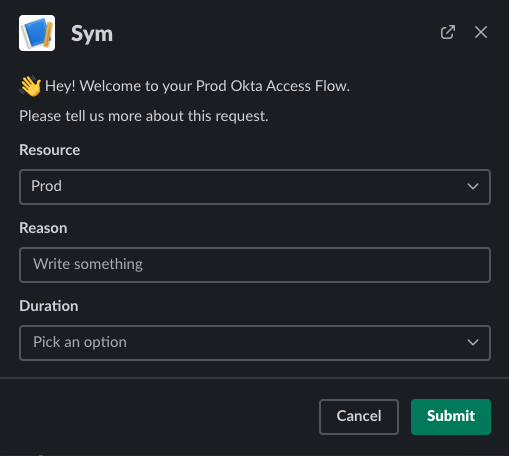 Sym
Hey! Welcome to your Prod Okta Access Flow.
Please tell us more about this request.
Resource
Prod
Reason
Write something
Duration
Pick an option
Cancel
Submit